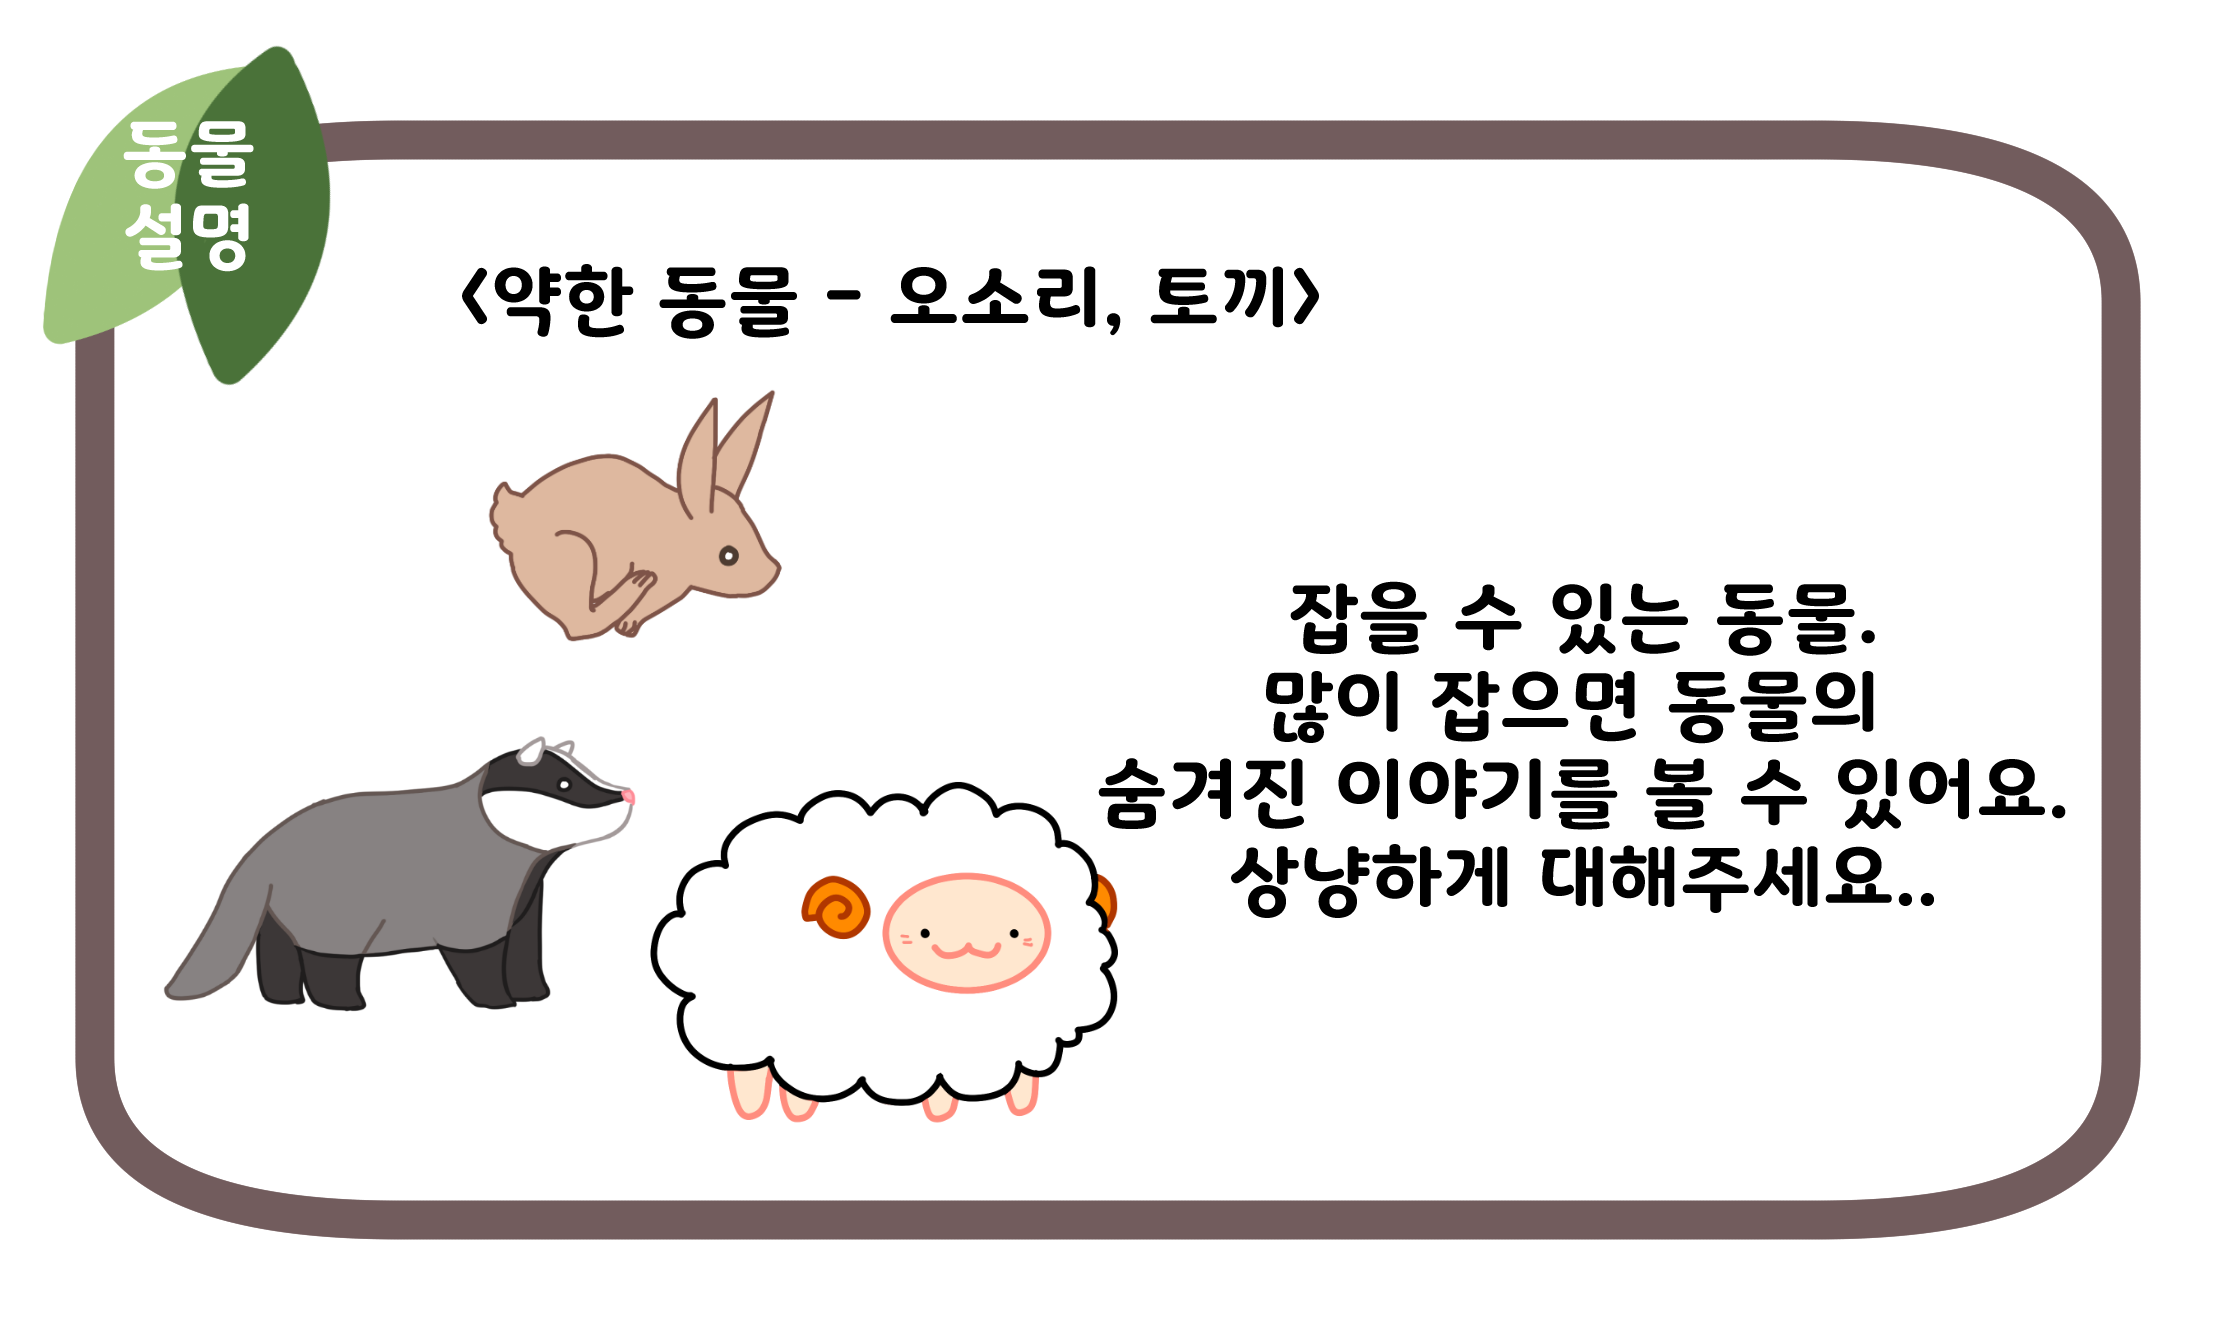 동물
설명
<약한 동물 - 오소리, 토끼>
잡을 수 있는 동물.
많이 잡으면 동물의
숨겨진 이야기를 볼 수 있어요.
상냥하게 대해주세요..